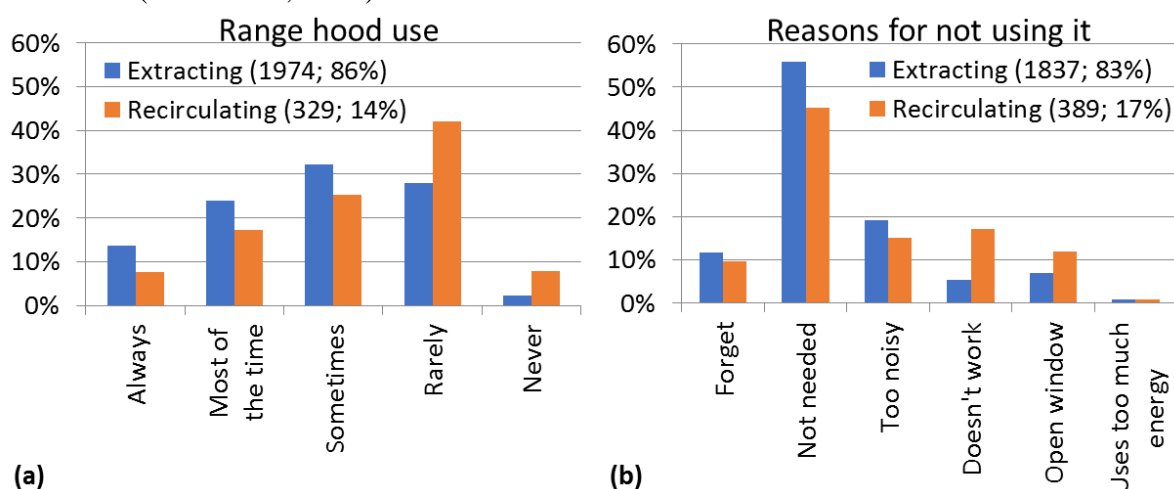 Range hood use
60%
50%
40%
30%
20%
10%
0%
Extracting (1974; 86%)
Recirculating (329; 14%)
Always
Most of
the time
Sometimes
Rarely
Never
(a)
Reasons for not using it
60%
50%
40%
30%
20%
10%
0%
Extracting (1837; 83%)
Recirculating (389; 17%)
Forget
Not needed
Too noisy
Doesn't work
Open window
Uses too much
energy
(b)